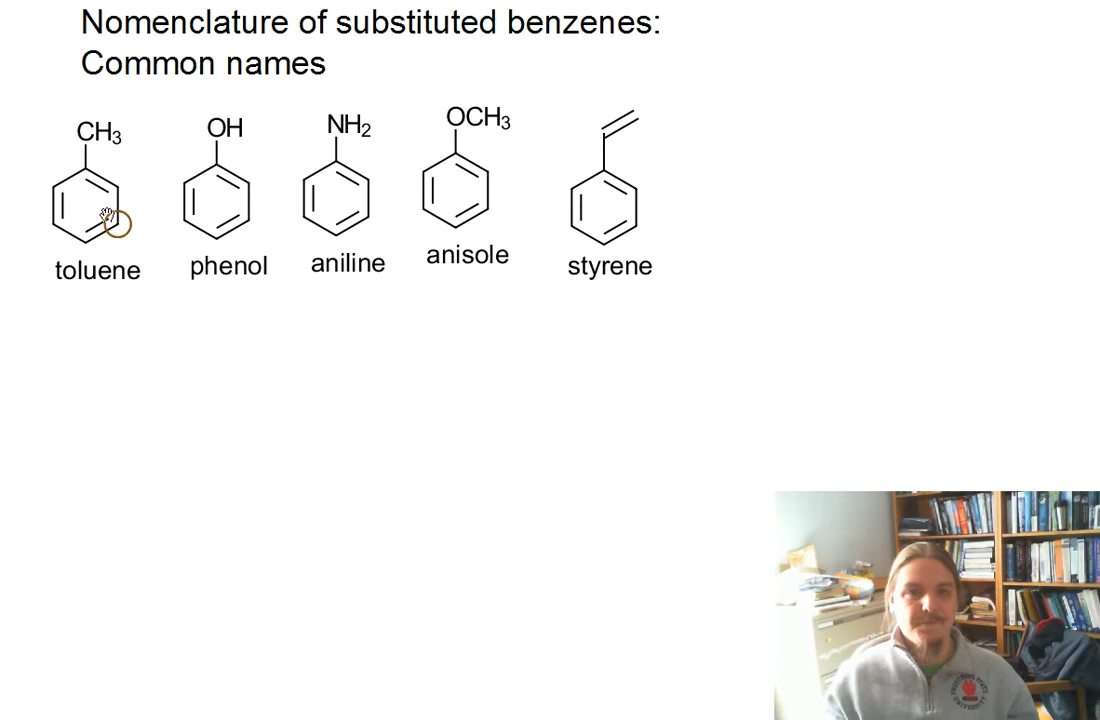 Nomenclature of substituted benzenes:
Common names
CH3 OH NH2 OCH3
toluene phenol aniline anisole styrene